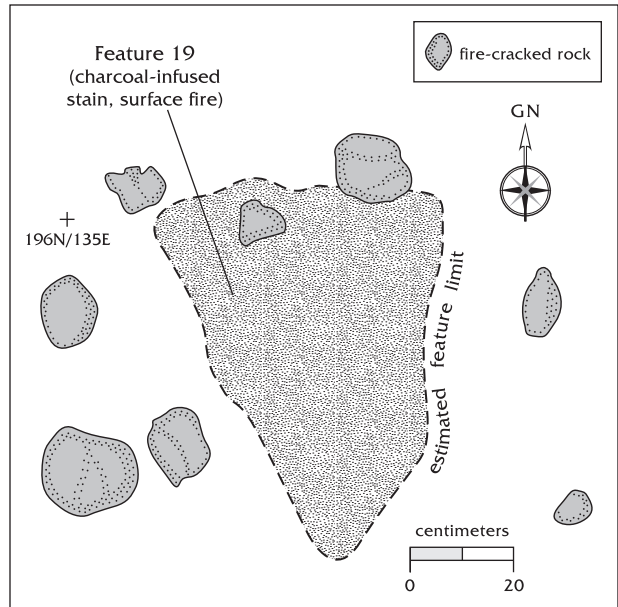 Feature 19
(charcoal-infused
stain, surface fire)
fire-cracked rock
GN
196N/135E
estimated feature limit
centimeters
0 20